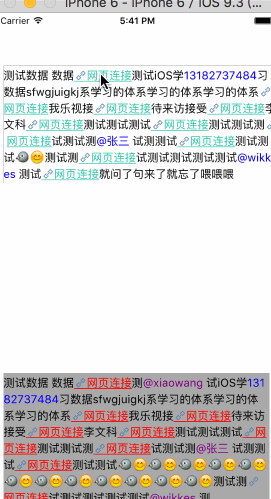 iPhone 6 - iPhone 6 / iOS 9.3 (...
Carrier 5:41 PM
测试数据 数据🔗网页连接测试iOS学13182737484习
数据sfwgjuigkj系学习的体系学习的体系学习的体系🔗
网页连接我乐视接🔗网页连接待来访接受🔗网页连接李
文科🔗网页连接测试测试测试🔗网页连接测试测试测🔗
网页连接试测试测@张三 试测测试🔗网页连接测试测
试🐠😊测试测🔗网页连接试测试测试测试测试@wikk
es 测试🔗网页连接就问了句来了就忘了喂喂喂
测试数据 数据🔗网页连接测@xiaowang 试iOS学131
82737484习数据sfwgjuigkj系学习的体系学习的体
系学习的体系🔗网页连接我乐视接🔗网页连接待来访
接受🔗网页连接李文科🔗网页连接测试测试测试🔗网
页连接测试测试测🔗网页连接试测试测@张三 试测测
试🔗网页连接测试测试
测试测🔗
网页连接试测试测试测试测试@wikkes 测